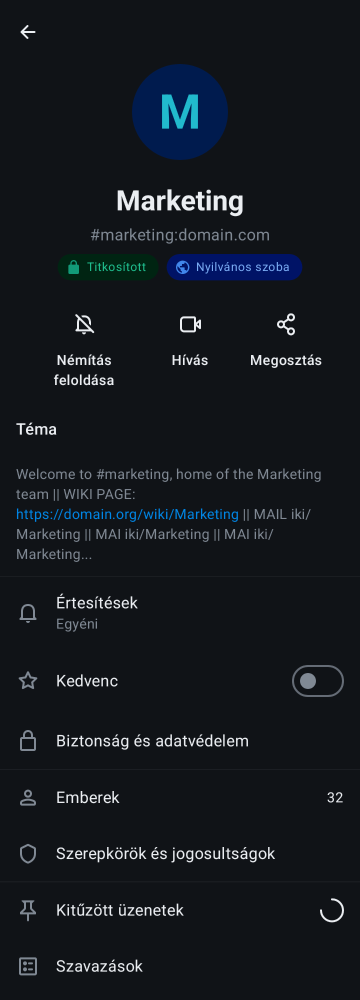 M
Marketing
#marketing:domain.com
Titkosított
Nyilvános szoba
Némítás
feloldása
Hívás
Megosztás
Téma
Welcome to #marketing, home of the Marketing
team || WIKI PAGE:
https://domain.org/wiki/Marketing || MAIL iki/
Marketing || MAI iki/Marketing || MAI iki/
Marketing...
Értesítések
Egyéni
Kedvenc
Biztonság és adatvédelem
Emberek
32
Szerepkörök és jogosultságok
Kitűzött üzenetek
Szavazások